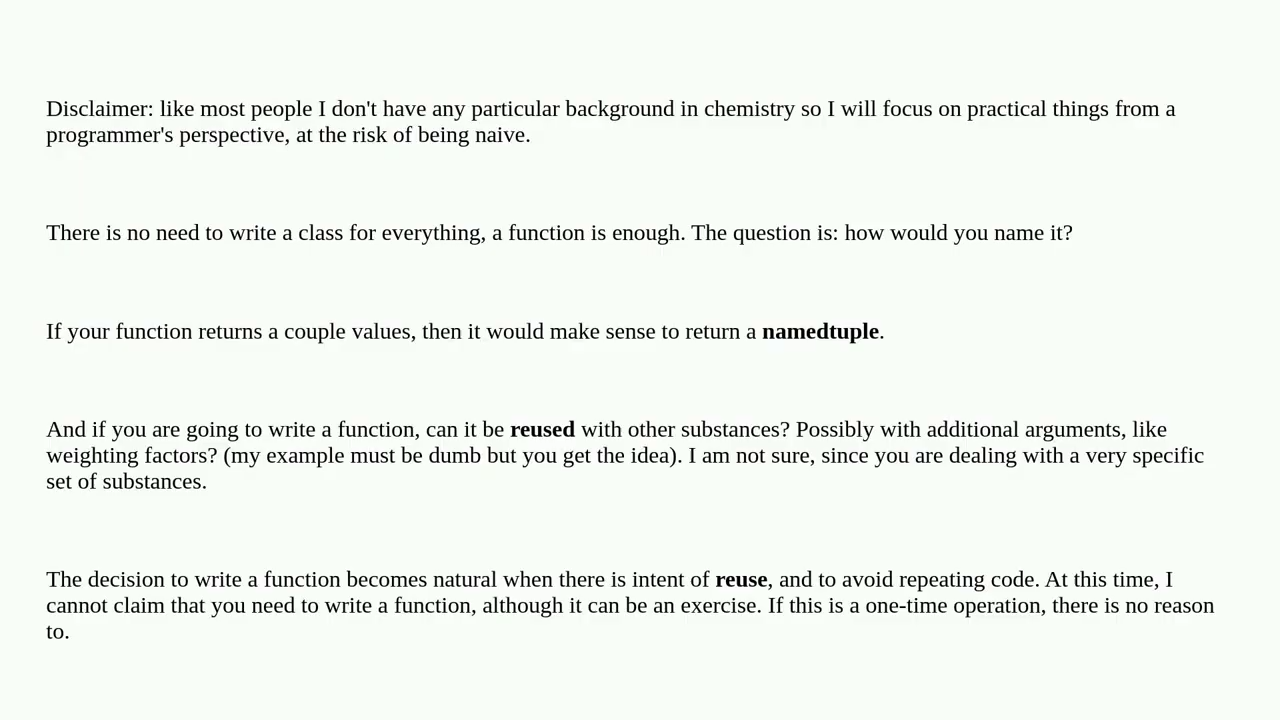 Disclaimer: like most people I don't have any particular background in chemistry so I will focus on practical things from a
programmer's perspective, at the risk of being naive.
There is no need to write a class for everything, a function is enough. The question is: how would you name it?
If your function returns a couple values, then it would make sense to return a namedtuple.
And if you are going to write a function, can it be reused with other substances? Possibly with additional arguments, like
weighting factors? (my example must be dumb but you get the idea). I am not sure, since you are dealing with a very specific
set of substances.
The decision to write a function becomes natural when there is intent of reuse, and to avoid repeating code. At this time, I
cannot claim that you need to write a function, although it can be an exercise. If this is a one-time operation, there is no reason
to.